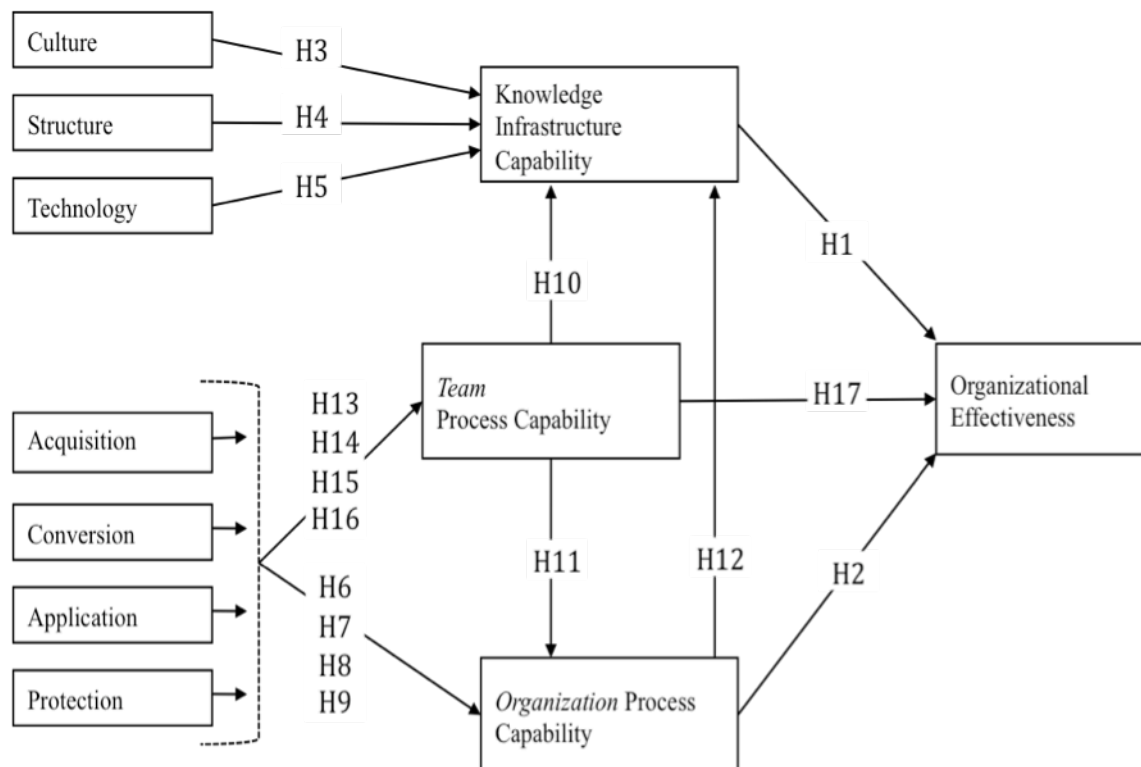 Culture
H3
Knowledge
Infrastructure
Capability
Structure
H4
Technology
H5
H1
H10
Team
Process Capability
H17
Organizational
Effectiveness
Acquisition
Conversion
Application
Protection
H13
H14
H15
H16
H6
H7
H8
H9
H11
H12
H2
Organization Process
Capability